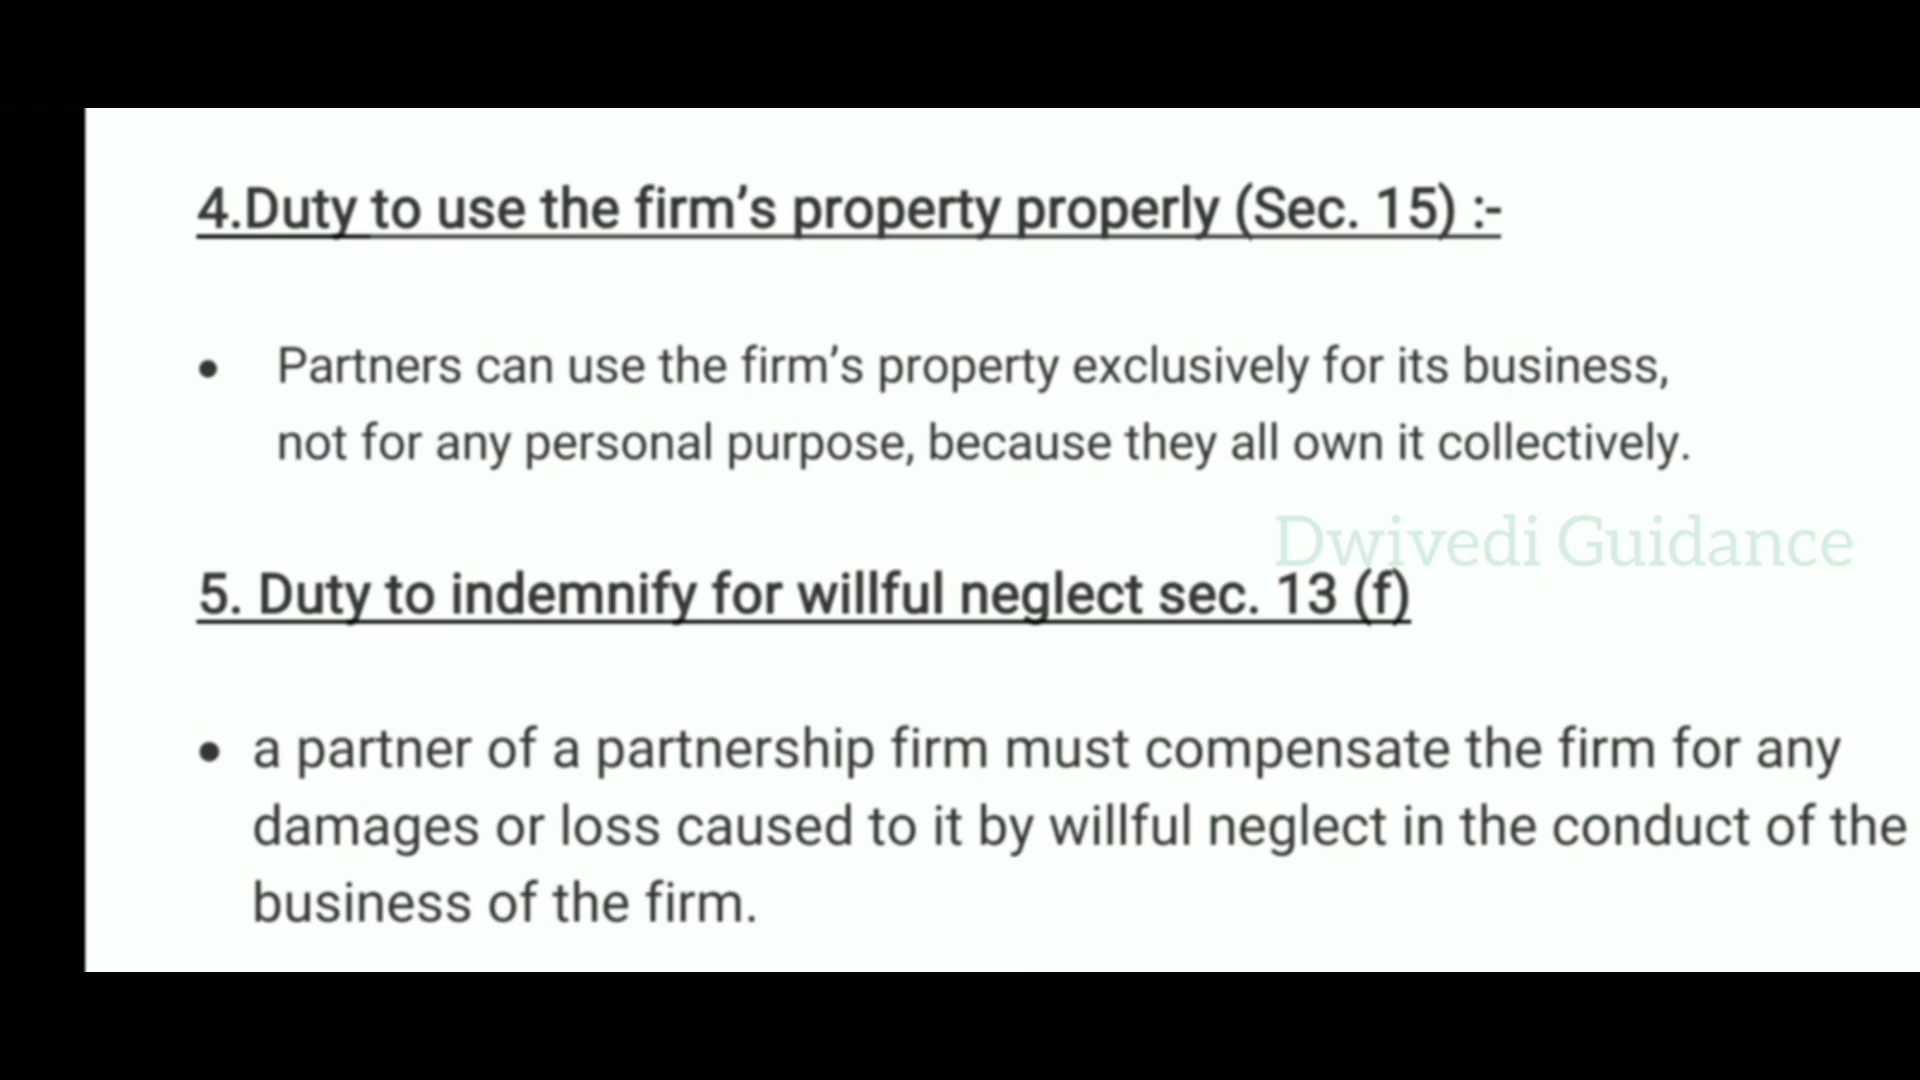 4.Duty to use the firm’s property properly (Sec. 15) :-
● Partners can use the firm’s property exclusively for its business,
not for any personal purpose, because they all own it collectively.
Dwivedi Guidance
5. Duty to indemnify for willful neglect sec. 13 (f)
● a partner of a partnership firm must compensate the firm for any
damages or loss caused to it by willful neglect in the conduct of the
business of the firm.